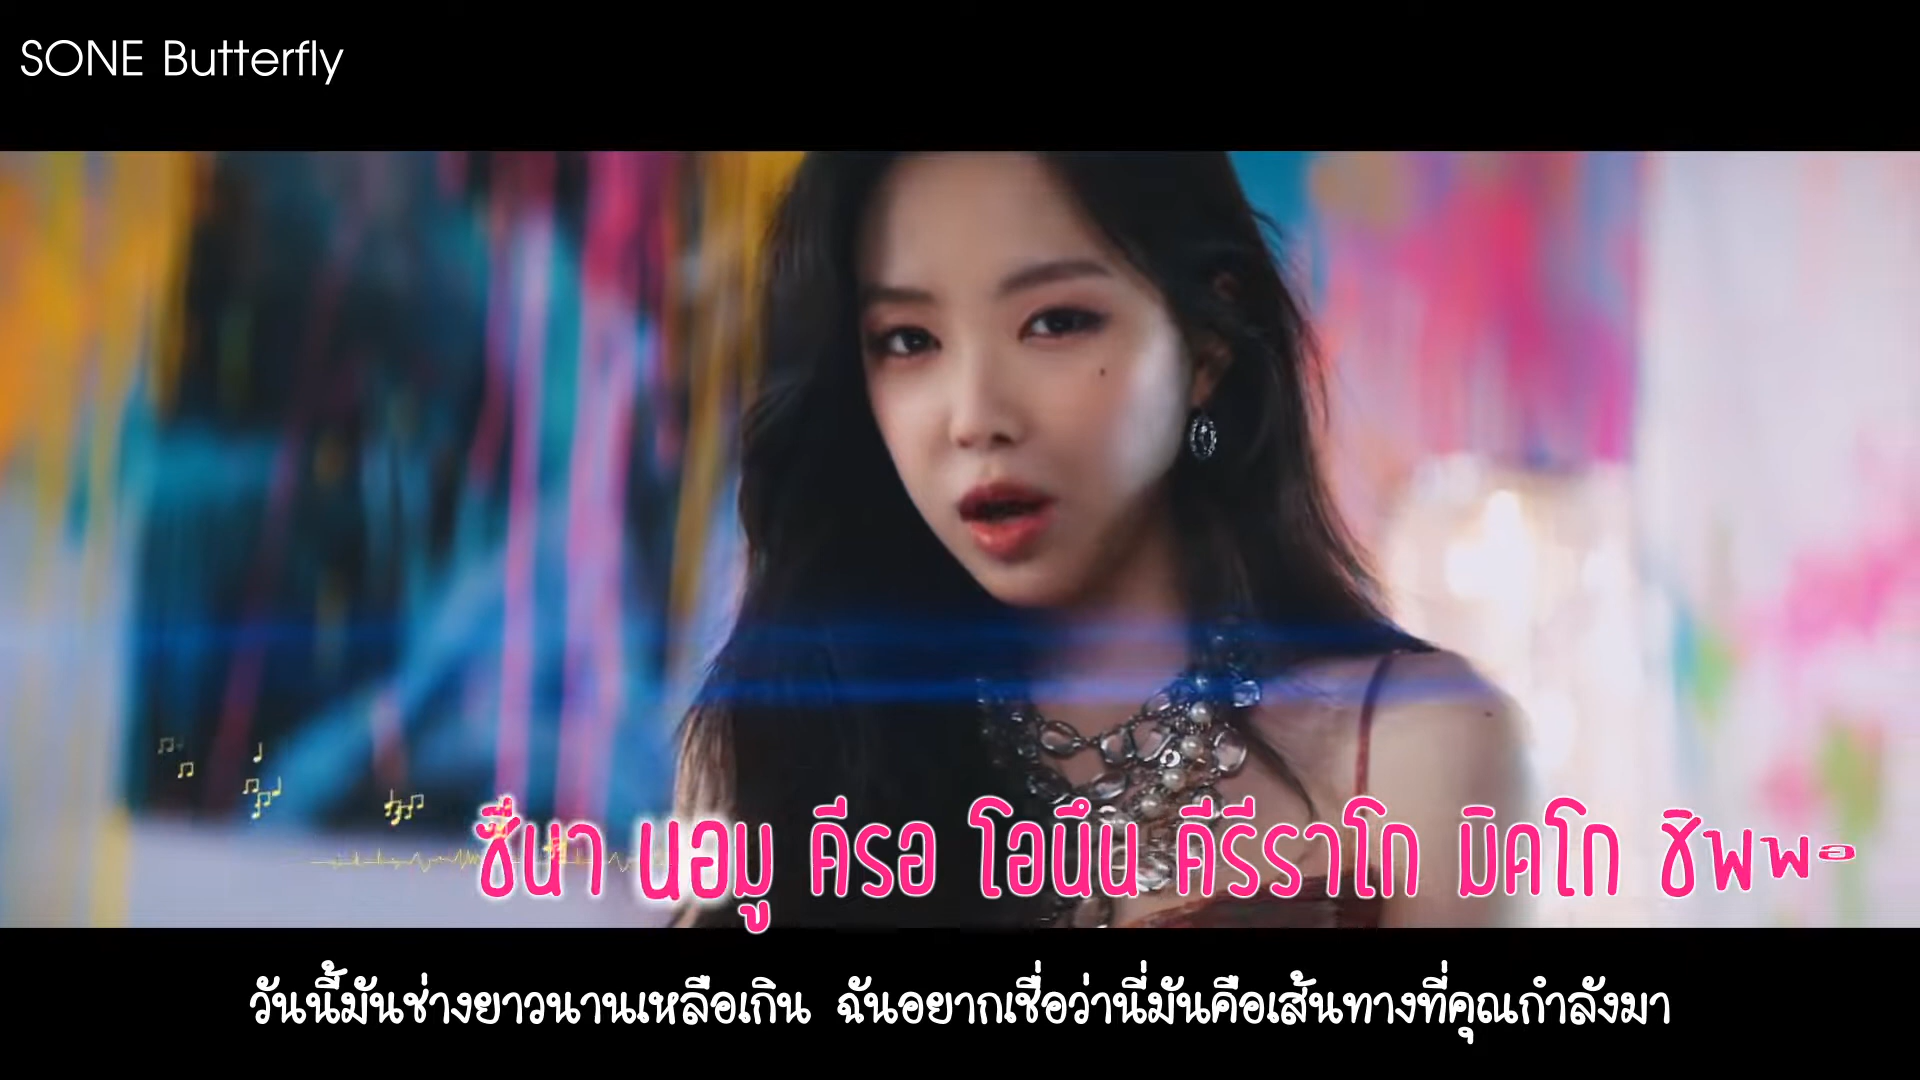 SONE Butterfly
ชีนา นอมู คีรอ โอนึน คีรีราโก มิดโก ชิพพอ
วันนี้มันช่างยาวนานเหลือเกิน ฉันอยากเชื่อว่านี่มันคือเส้นทางที่คุณกำลังมา